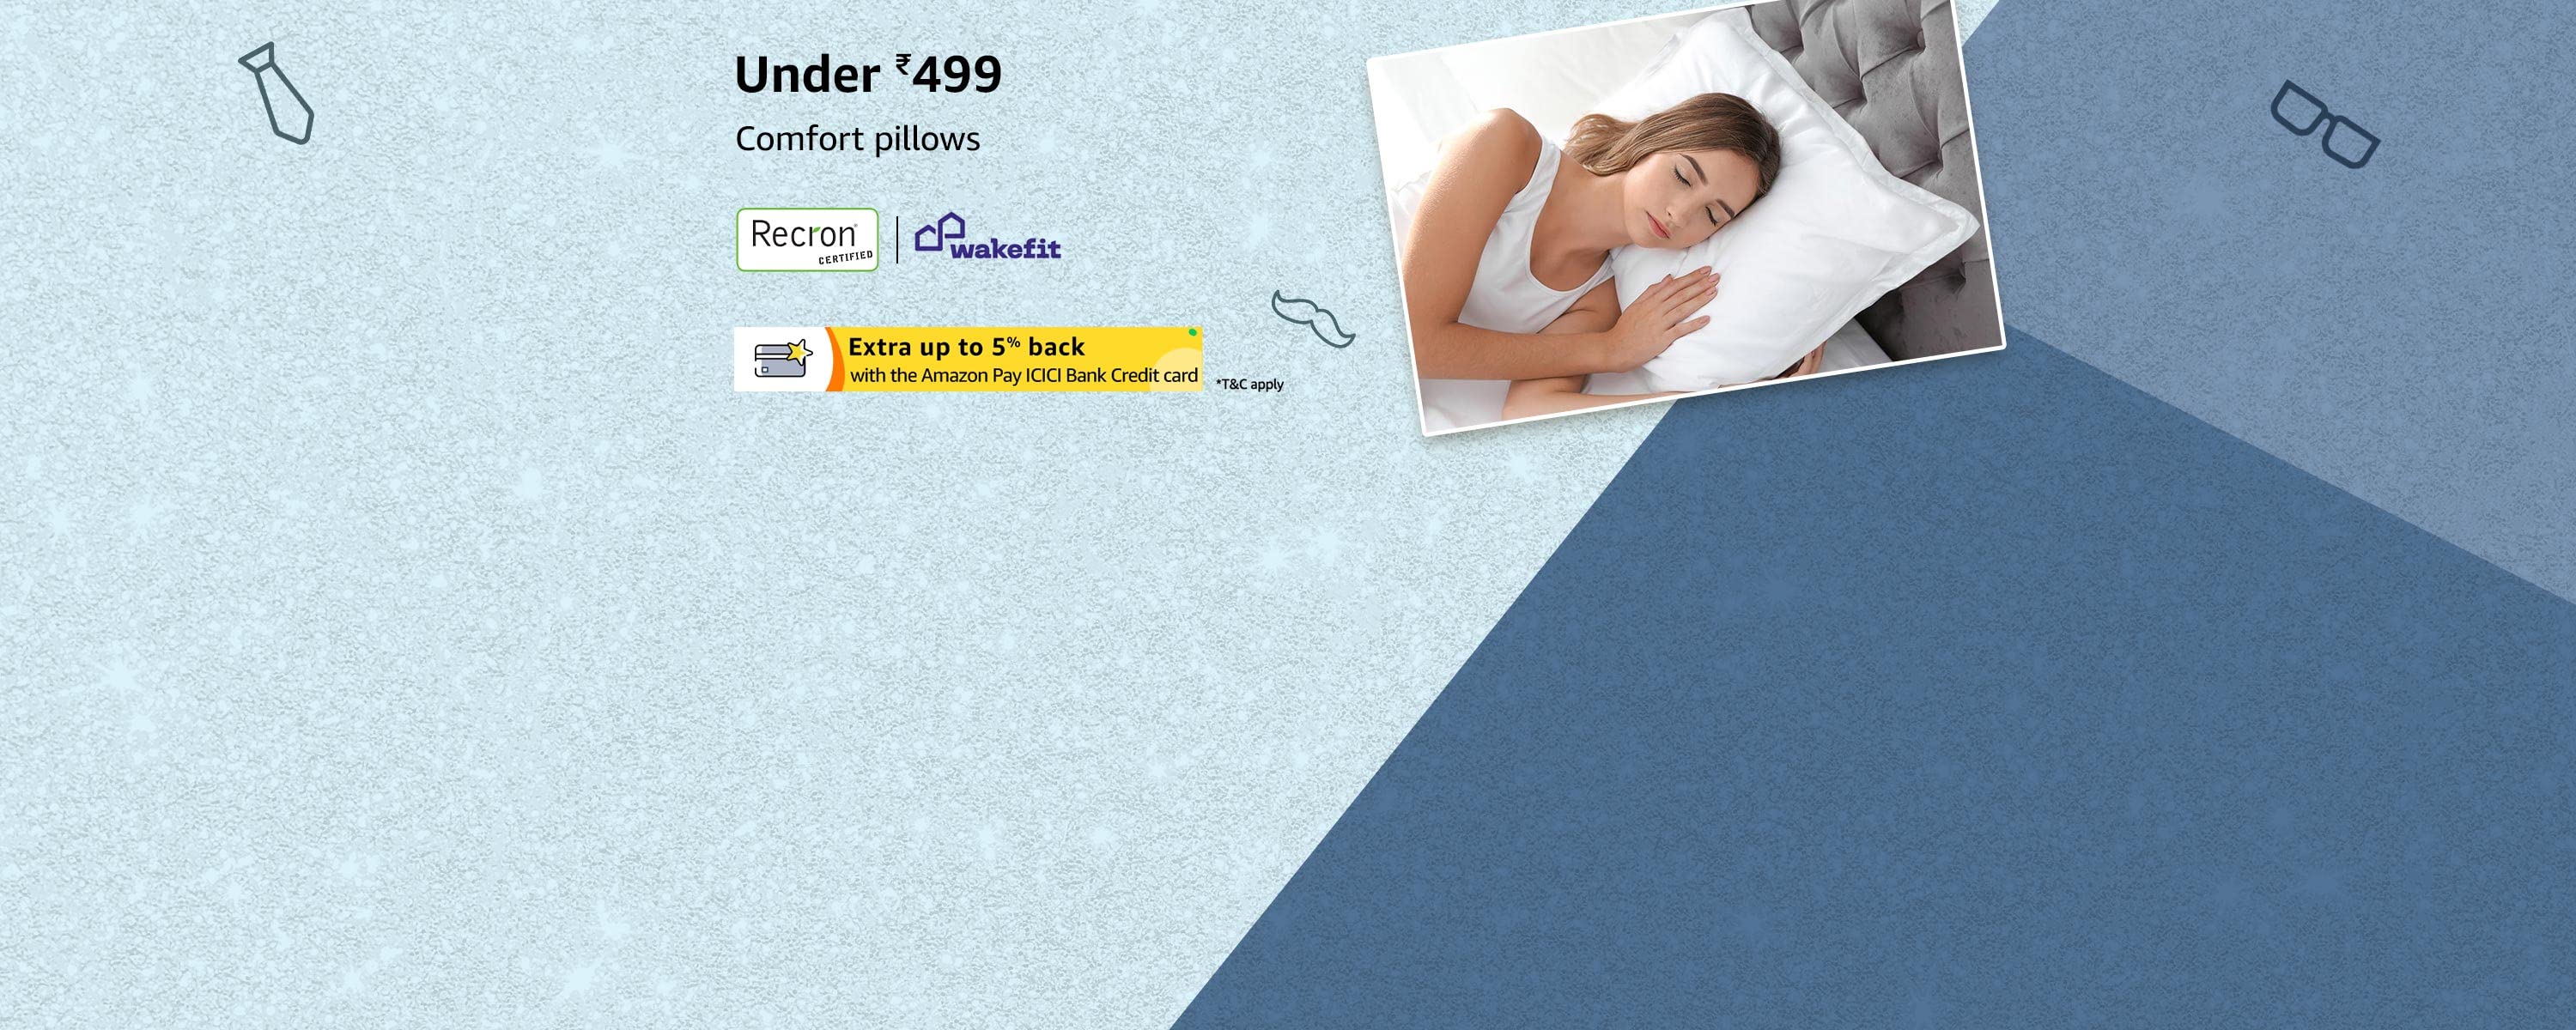 Under ₹499
Comfort pillows
Recron®
CERTIFIED
wakefit
Extra up to 5% back
with the Amazon Pay ICICI Bank Credit card
*T&C apply